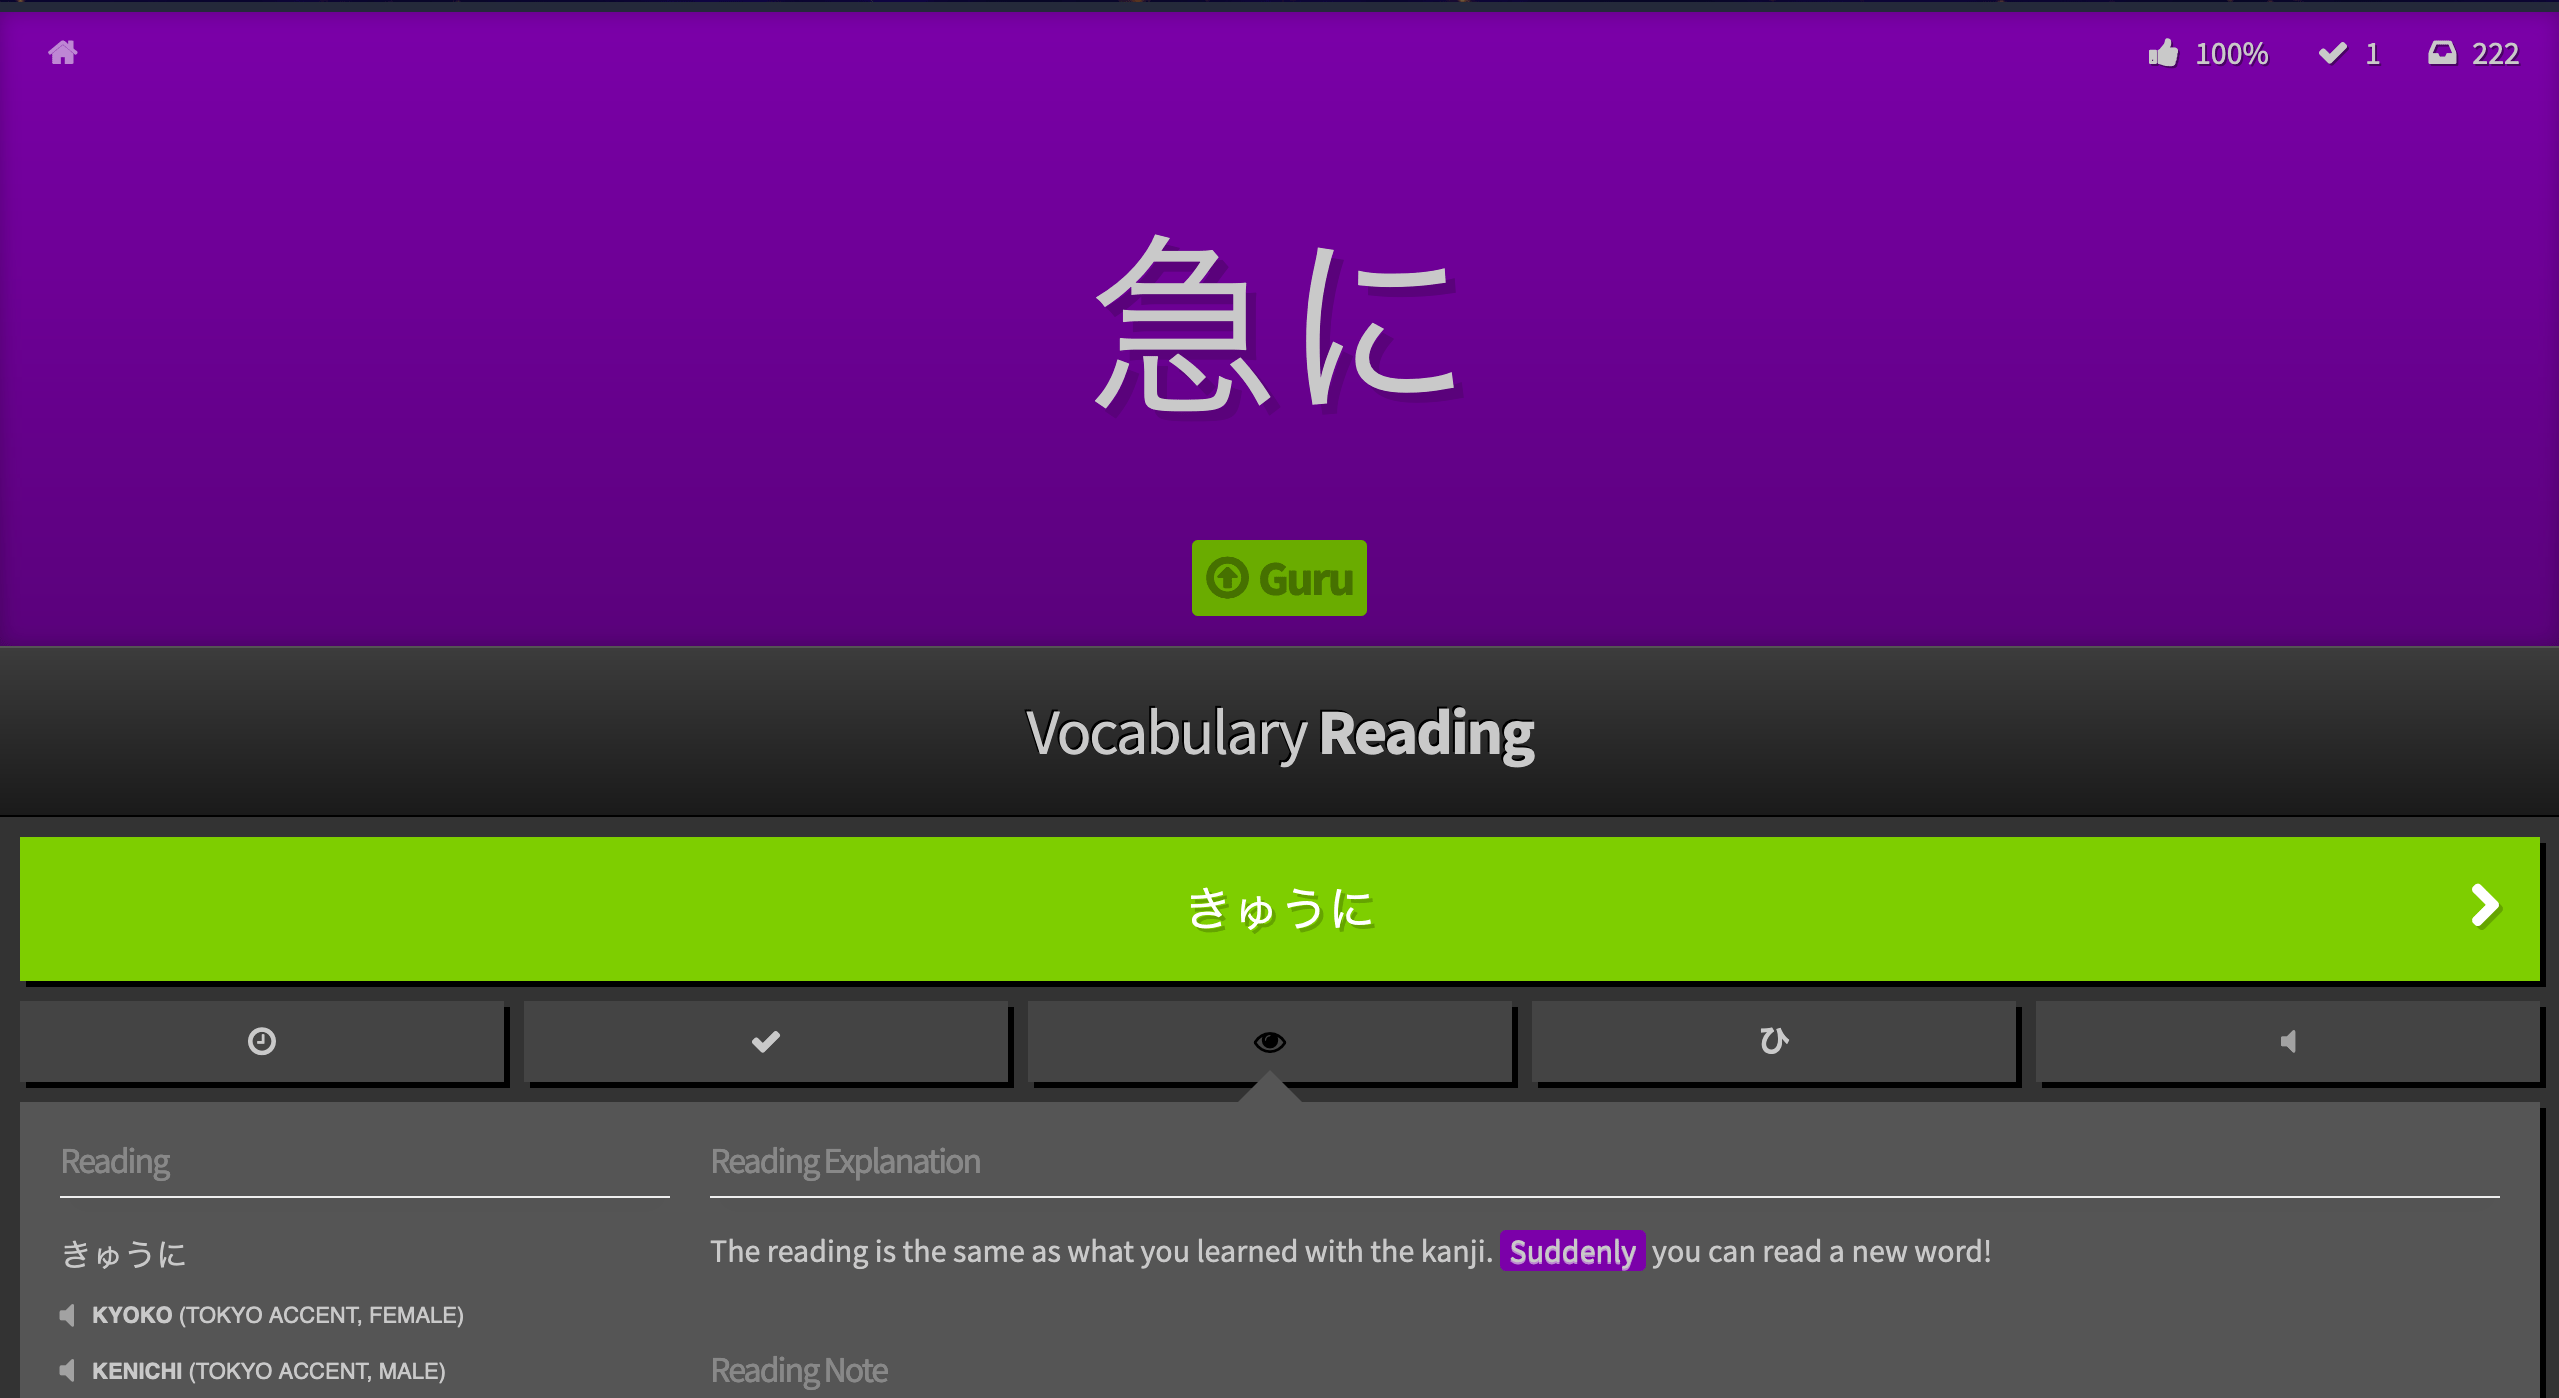 100% 1 222
急に
Guru
Vocabulary Reading
きゅうに
ひ
Reading
きゅうに
KYOKO (TOKYO ACCENT, FEMALE)
KENICHI (TOKYO ACCENT, MALE)
Reading Explanation
The reading is the same as what you learned with the kanji. Suddenly you can read a new word!
Reading Note